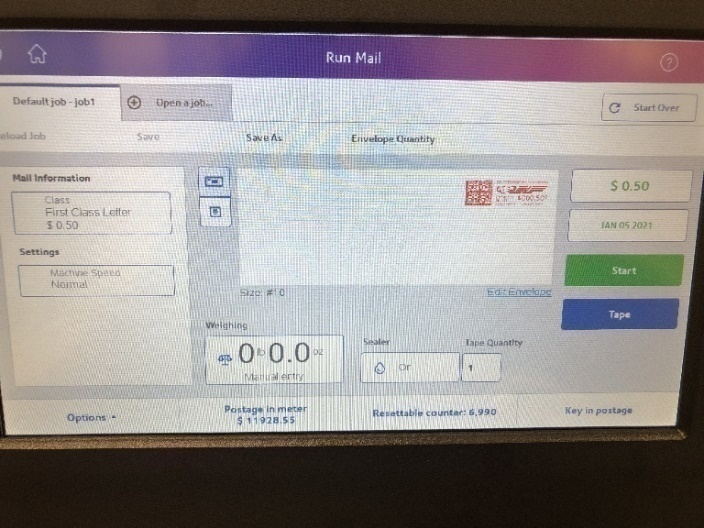 Run Mail
?
Default job - job1
Open a job...
Start Over
eload Job
Save
Save As
Envelope Quantity
Mail Information
Class
First Class Letter
$ 0.50
Settings
Machine Speed
Normal
$ 0.50
JAN 05 2021
Start
Tape
Size: #10
Edit Envelope
Weighing
0 lb 0.0 oz
Manual entry
Sealer
Tape Quantity
1
Options
Postage in meter
$ 11928.55
Resettable counter: 6,990
Key in postage